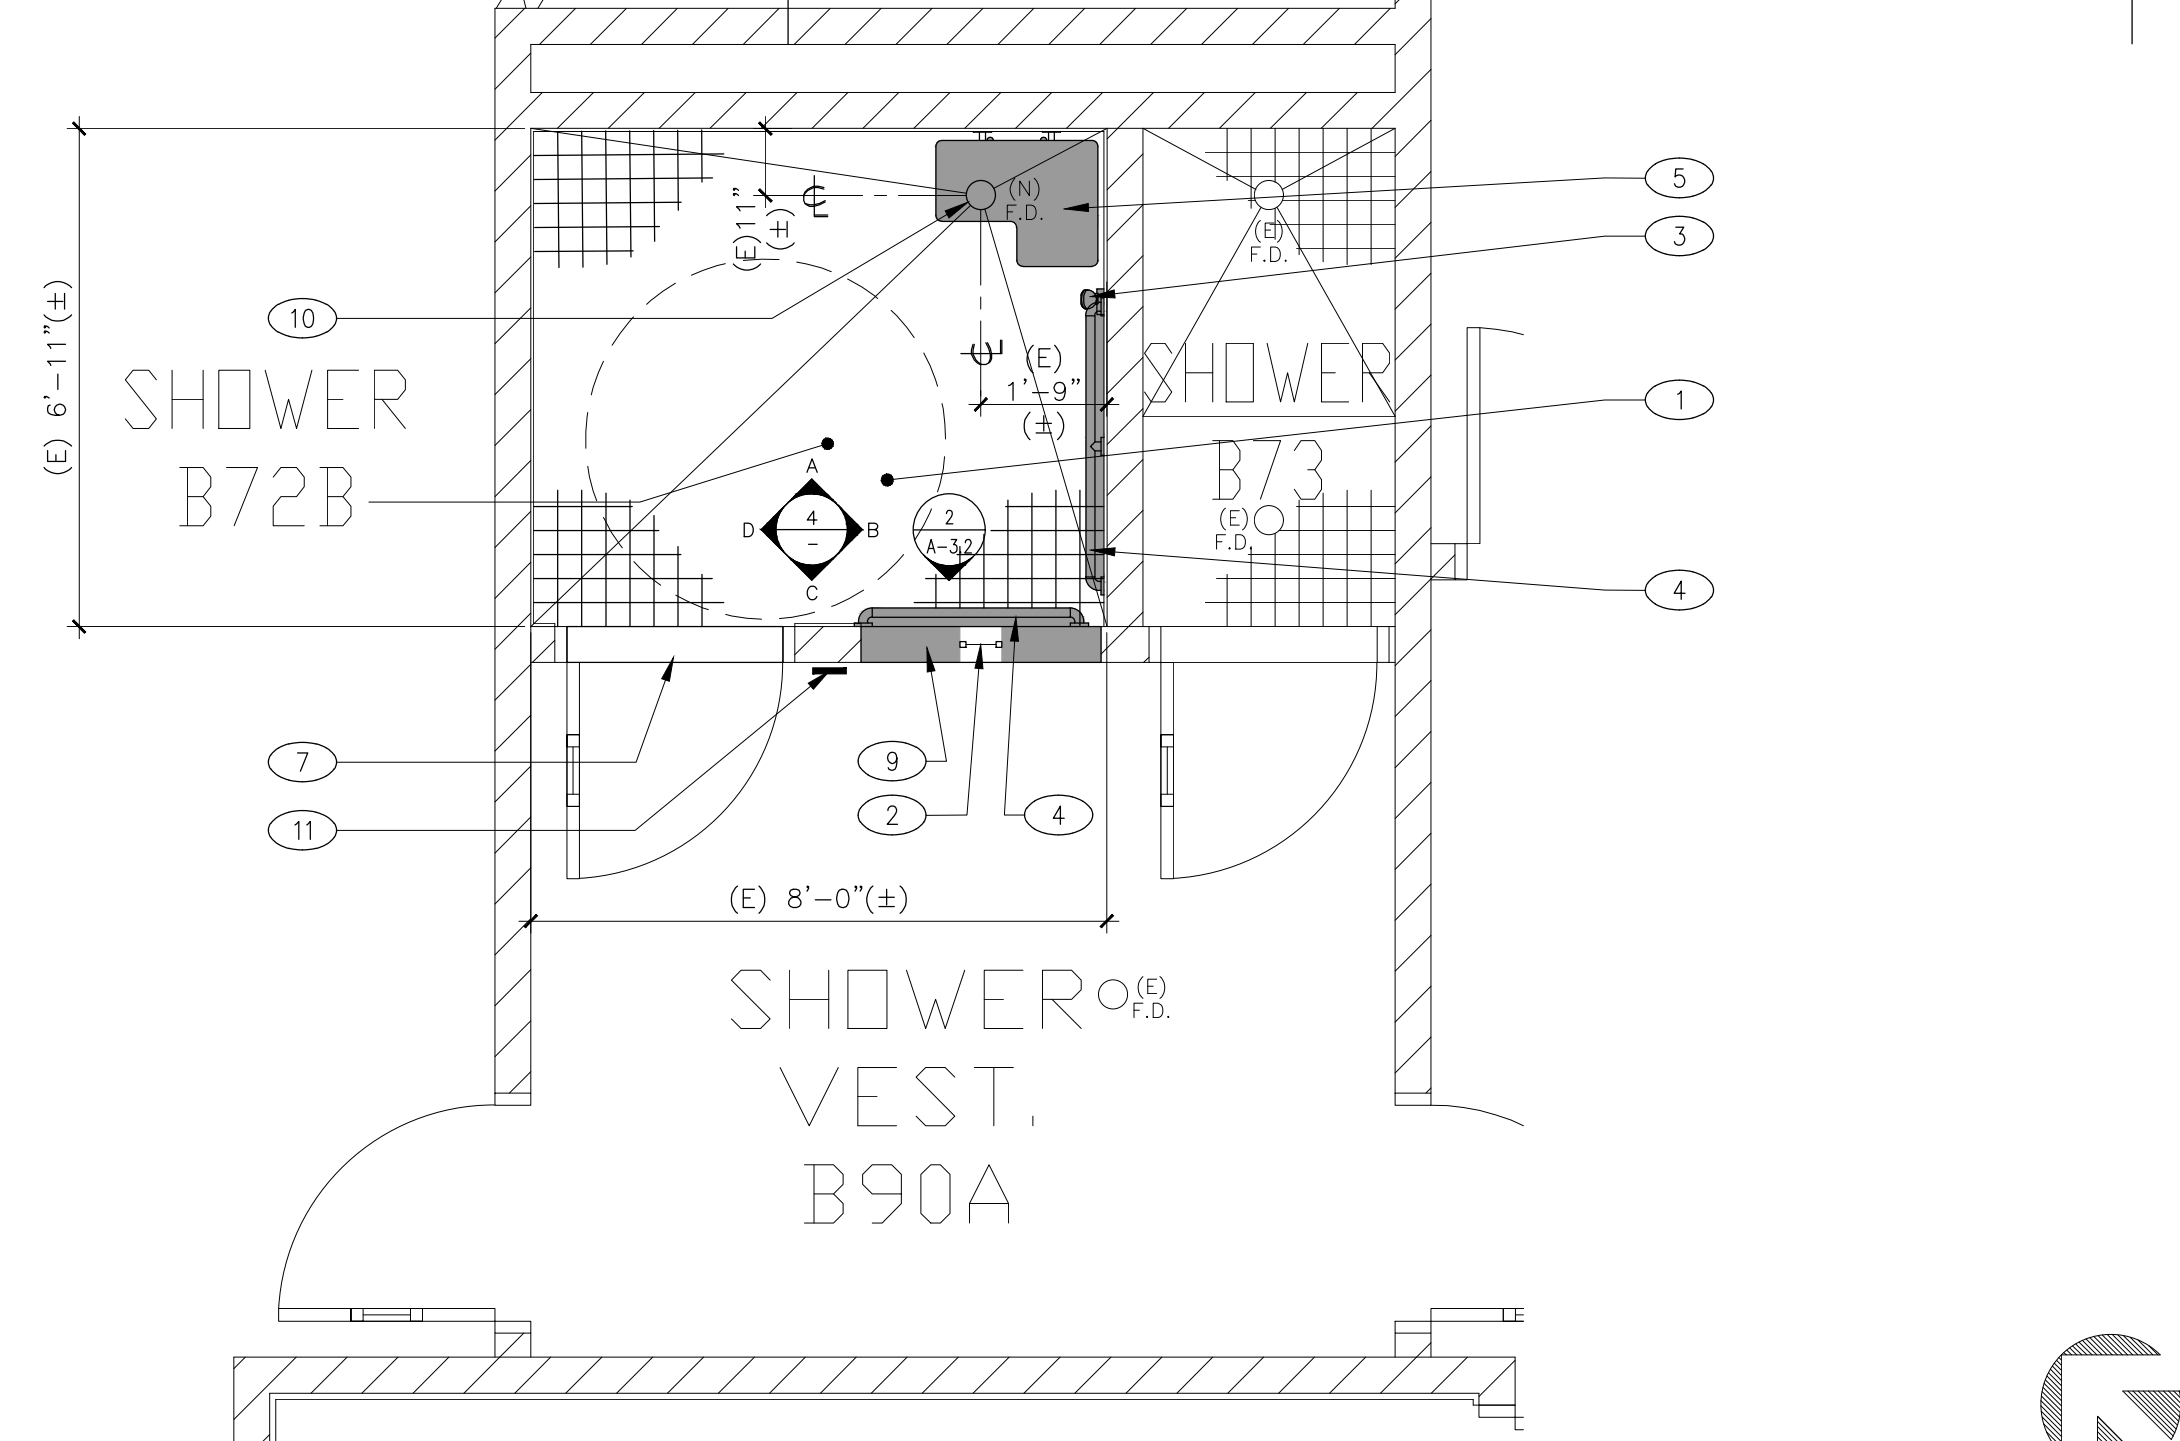 (N)
F.D.
5
3
(E)11"
(±)
(E)
F.D.
(E) 6'-11"(±)
10
SHOWER
B72B
(E)
1'-9"
(±)
SHOWER
B73
1
A
4
-
D
B
C
2
A-3.2
(E)
F.D.
4
7
11
9
2
4
(E) 8'-0"(±)
SHOWER
VEST.
B90A
(E)
F.D.